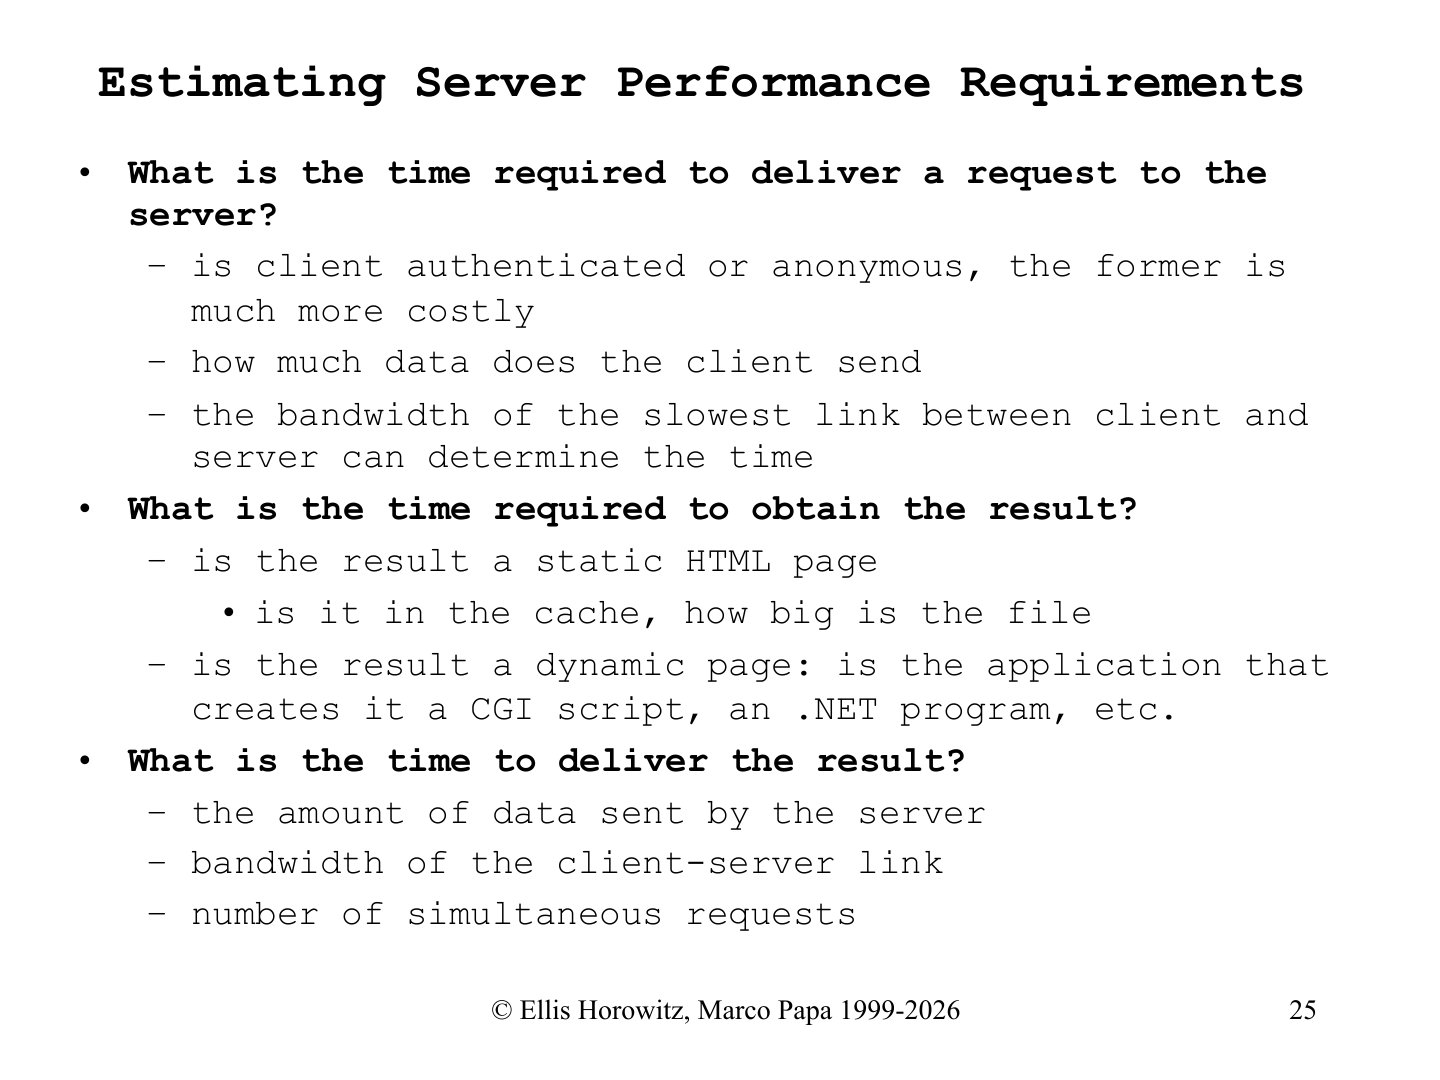 Estimating Server Performance Requirements
• What is the time required to deliver a request to the
server?
– is client authenticated or anonymous, the former is
much more costly
– how much data does the client send
– the bandwidth of the slowest link between client and
server can determine the time
• What is the time required to obtain the result?
– is the result a static HTML page
• is it in the cache, how big is the file
– is the result a dynamic page: is the application that
creates it a CGI script, an .NET program, etc.
• What is the time to deliver the result?
– the amount of data sent by the server
– bandwidth of the client-server link
– number of simultaneous requests
© Ellis Horowitz, Marco Papa 1999-2026 25